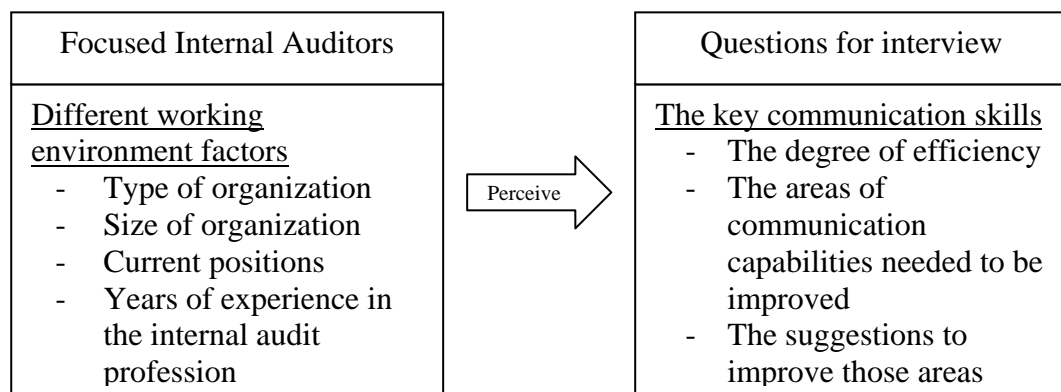 Focused Internal Auditors
Different working
environment factors
- Type of organization
- Size of organization
- Current positions
- Years of experience in
the internal audit
profession
Perceive
Questions for interview
The key communication skills
- The degree of efficiency
- The areas of
communication
capabilities needed to be
improved
- The suggestions to
improve those areas